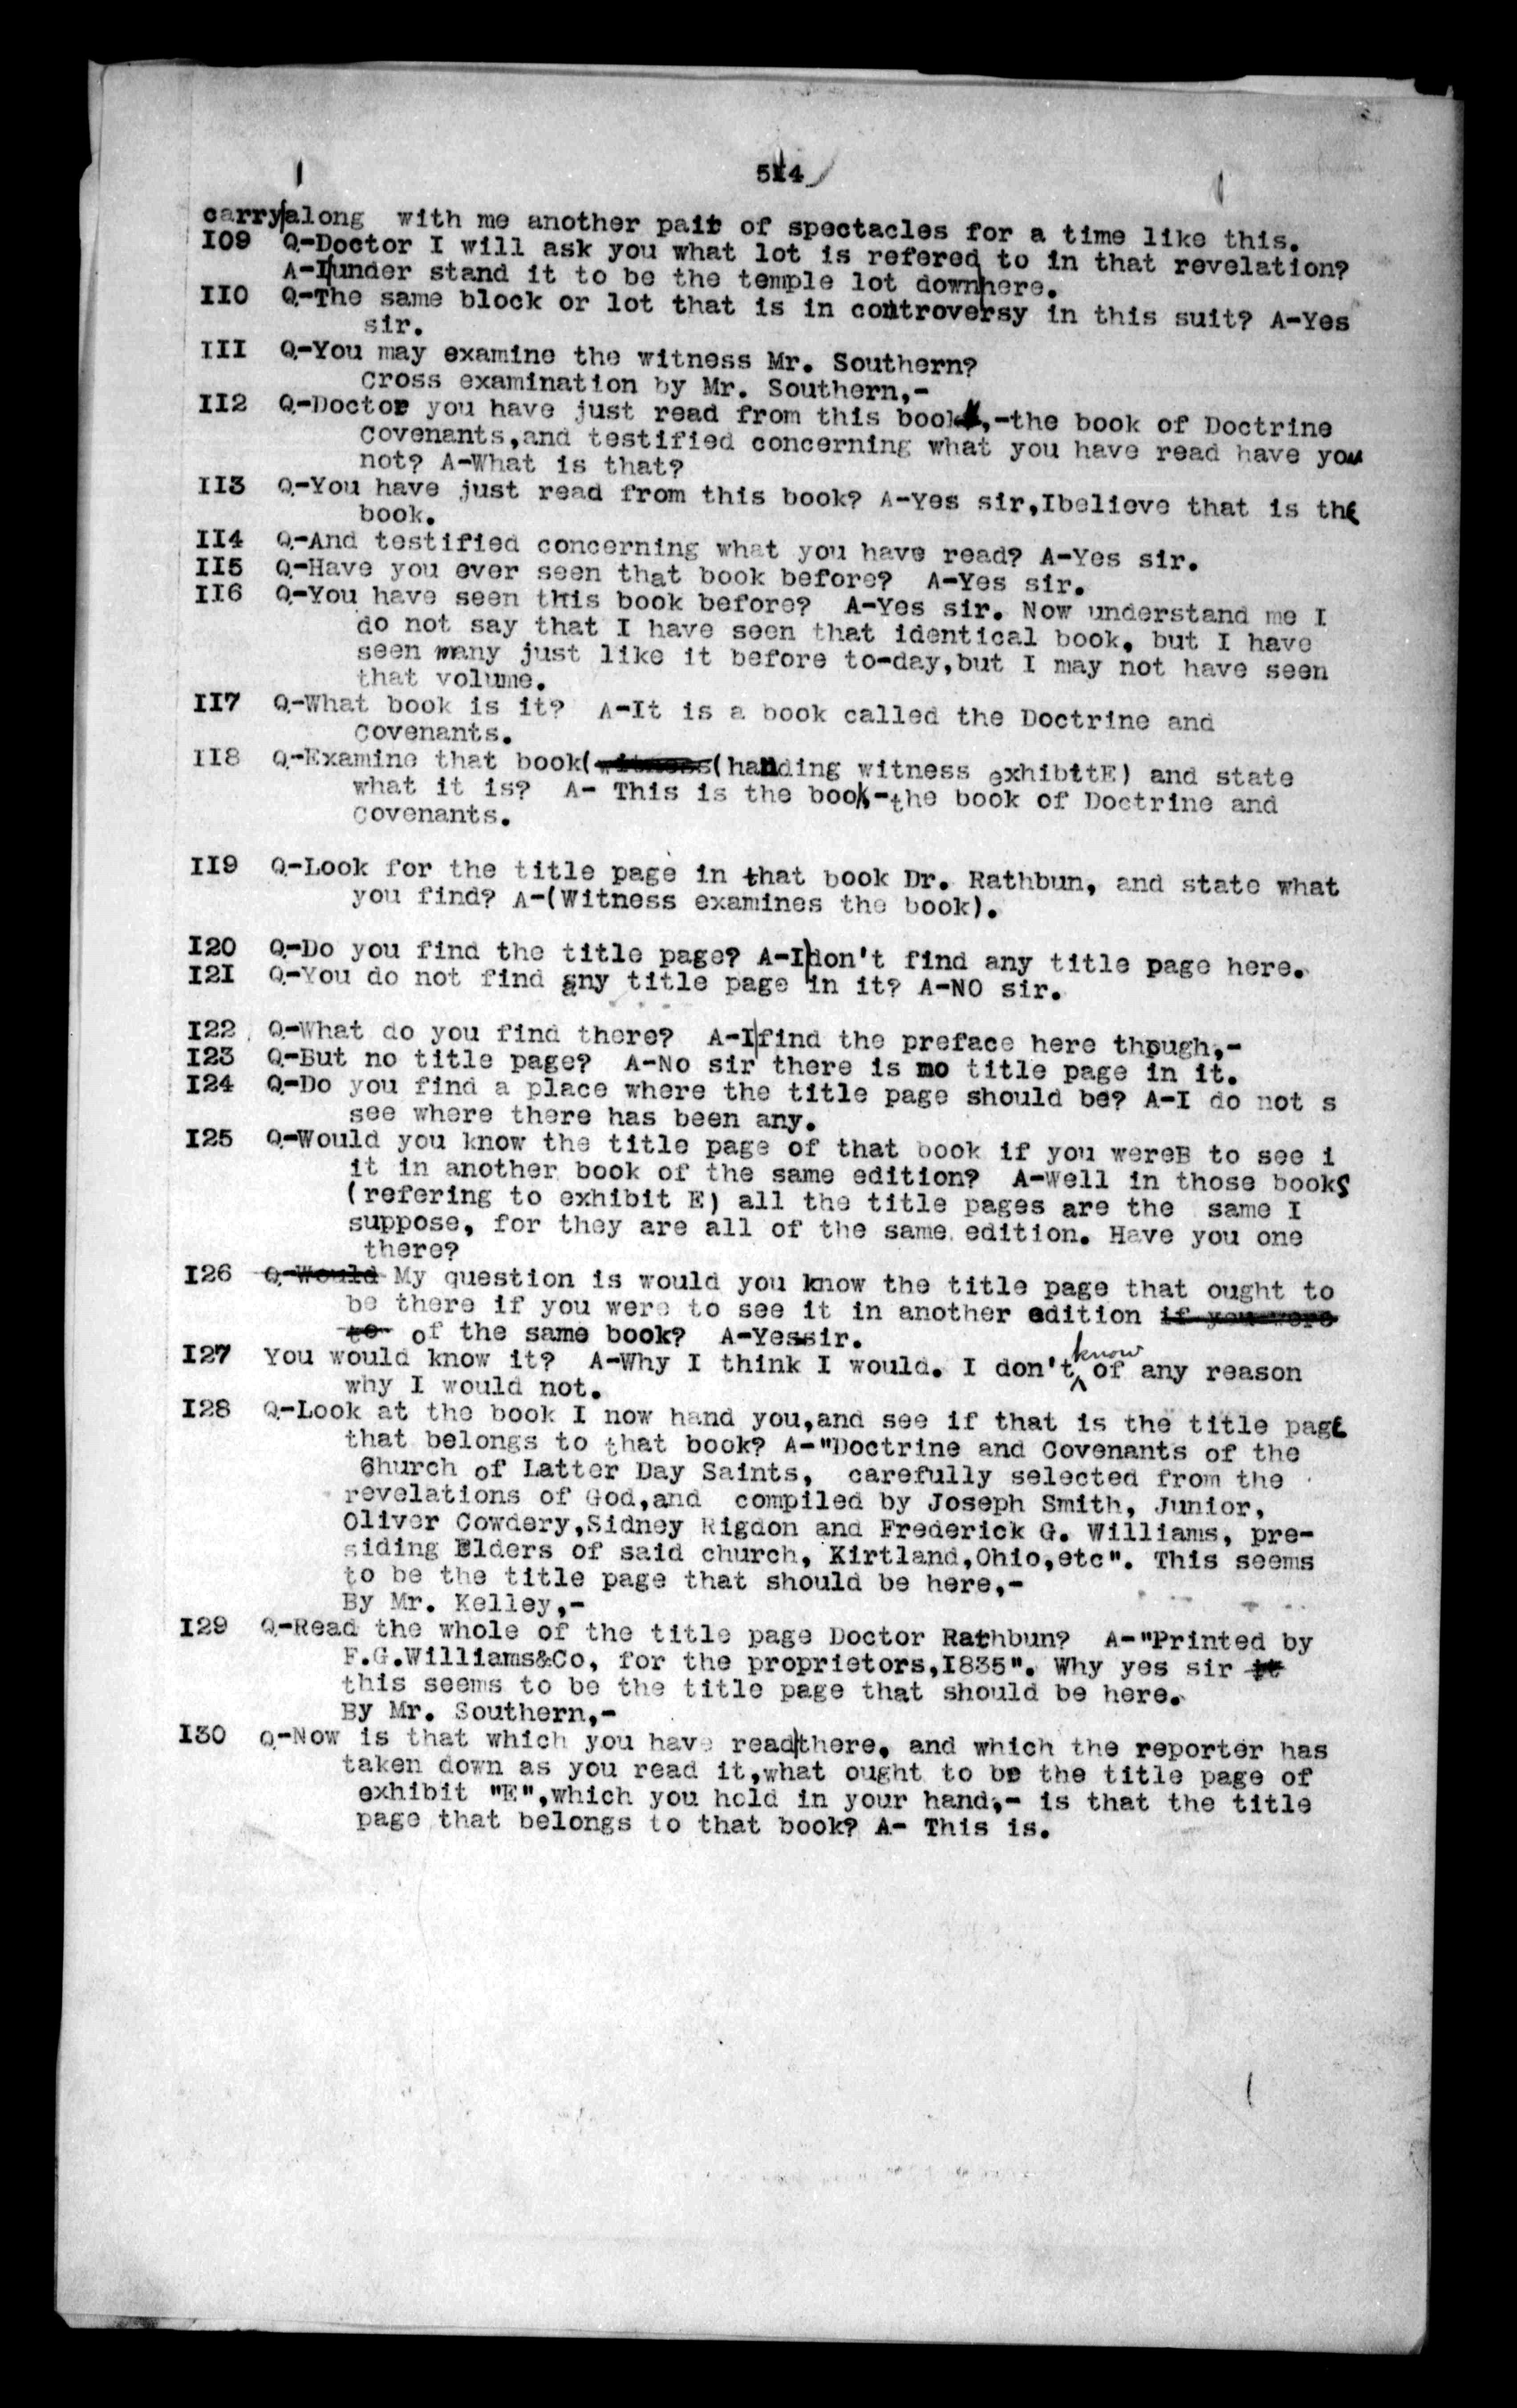 514
carry along with me another pair of spectacles for a time like this.
I09 Q-Doctor I will ask you what lot is refered to in that revelation?
A-I under stand it to be the temple lot down here.
II0 Q-The same block or lot that is in controversy in this suit? A-Yes
sir.
III Q-You may examine the witness Mr. Southern?
Cross examination by Mr. Southern,-
II2 Q-Doctor you have just read from this book,-the book of Doctrine
Covenants,and testified concerning what you have read have you
not? A-What is that?
II3 Q-You have just read from this book? A-Yes sir,Ibelieve that is the
book.
II4 Q-And testified concerning what you have read? A-Yes sir.
II5 Q-Have you ever seen that book before? A-Yes sir.
II6 Q-You have seen this book before? A-Yes sir. Now understand me I
do not say that I have seen that identical book, but I have
seen many just like it before to-day,but I may not have seen
that volume.
II7 Q-What book is it? A-It is a book called the Doctrine and
Covenants.
II8 Q-Examine that book(witness(handing witness exhibitE) and state
what it is? A- This is the book-the book of Doctrine and
Covenants.
II9 Q-Look for the title page in that book Dr. Rathbun, and state what
you find? A-(Witness examines the book).
I20 Q-Do you find the title page? A-I don't find any title page here.
I2I Q-You do not find any title page in it? A-NO sir.
I22 Q-What do you find there? A-I find the preface here though,-
I23 Q-But no title page? A-No sir there is no title page in it.
I24 Q-Do you find a place where the title page should be? A-I do not s
see where there has been any.
I25 Q-Would you know the title page of that book if you wereB to see i
it in another book of the same edition? A-Well in those books
(refering to exhibit E) all the title pages are the same I
suppose, for they are all of the same edition. Have you one
there?
I26 Q-Would My question is would you know the title page that ought to
be there if you were to see it in another edition if you were
to of the same book? A-Yessir.
I27 You would know it? A-Why I think I would. I don't know of any reason
why I would not.
I28 Q-Look at the book I now hand you,and see if that is the title page
that belongs to that book? A-"Doctrine and Covenants of the
Church of Latter Day Saints, carefully selected from the
revelations of God,and compiled by Joseph Smith, Junior,
Oliver Cowdery,Sidney Rigdon and Frederick G. Williams, pre-
siding Elders of said church, Kirtland,Ohio,etc". This seems
to be the title page that should be here,-
By Mr. Kelley,-
I29 Q-Read the whole of the title page Doctor Rathbun? A-"Printed by
F.G.Williams&Co, for the proprietors,I835". Why yes sir it
this seems to be the title page that should be here.
By Mr. Southern,-
I30 Q-Now is that which you have read there, and which the reporter has
taken down as you read it,what ought to be the title page of
exhibit "E",which you hold in your hand,- is that the title
page that belongs to that book? A- This is.